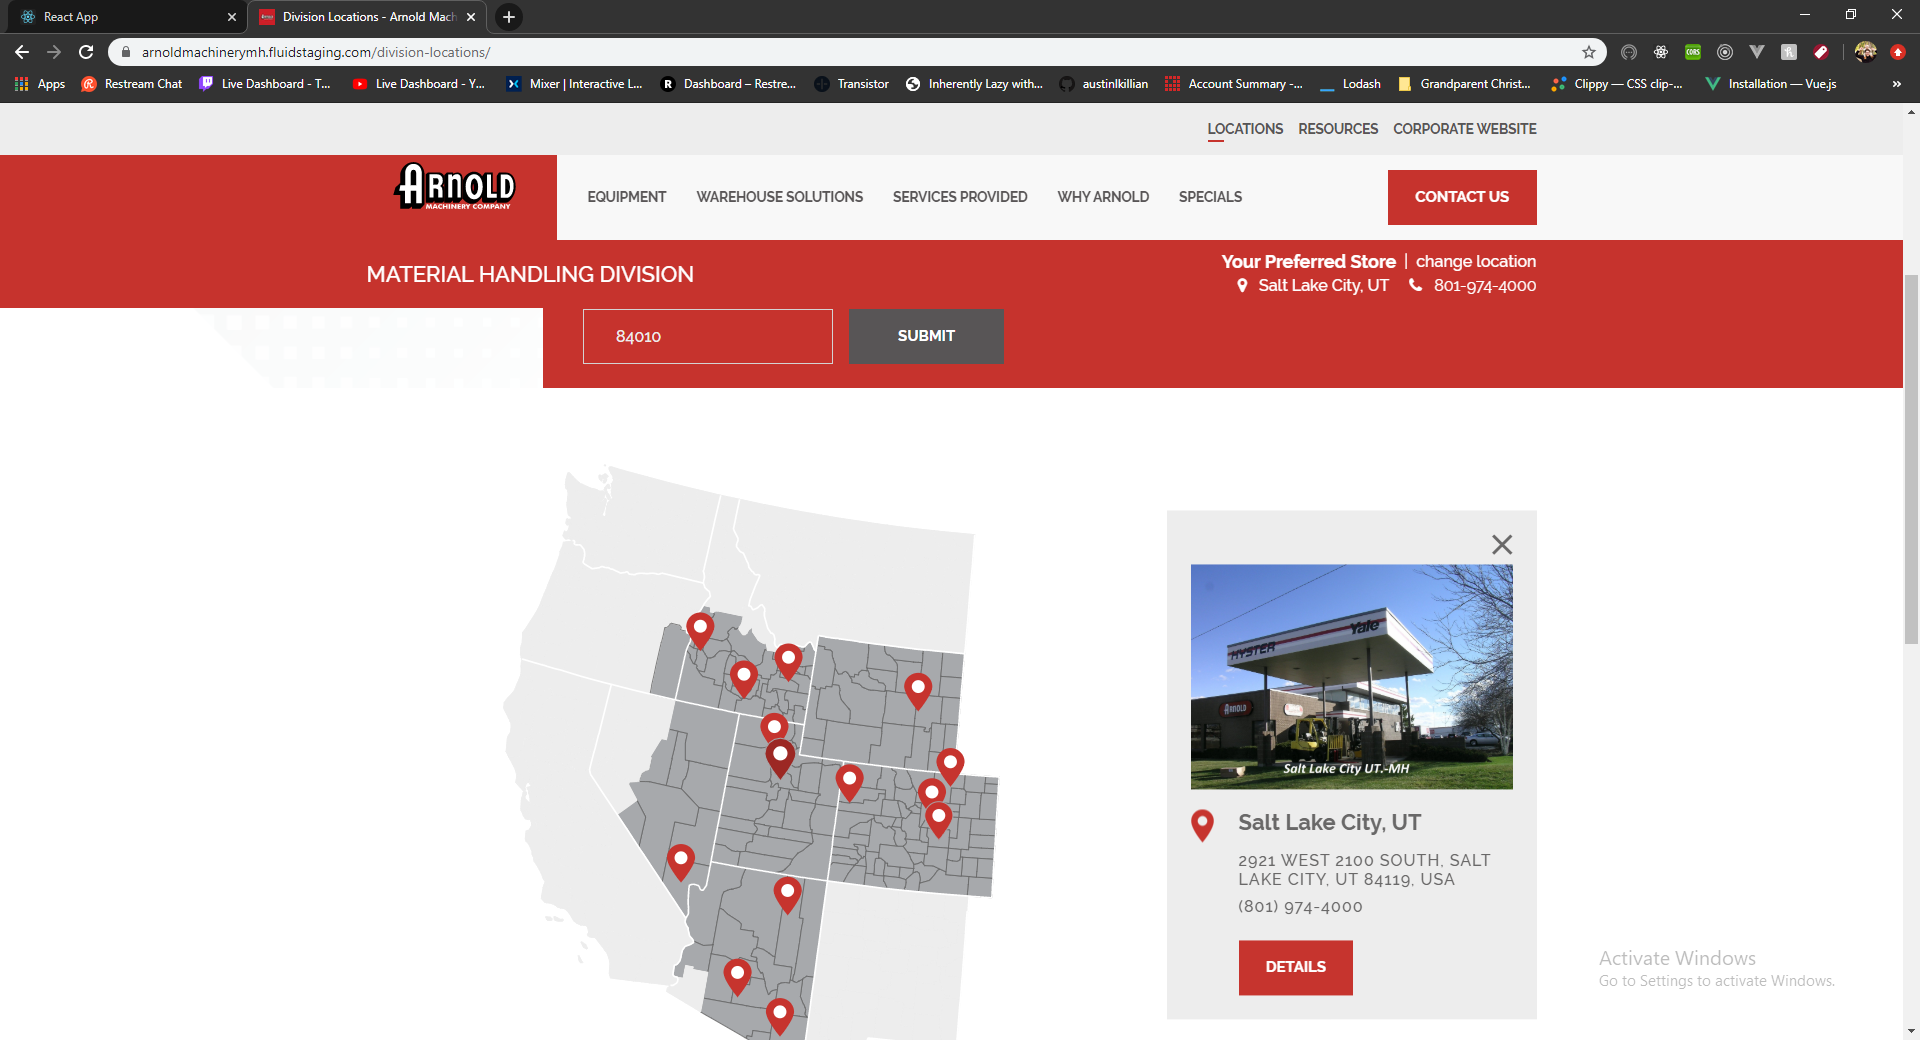 React App
Division Locations - Arnold Mach
arnoldmachinerymh.fluidstaging.com/division-locations/
Apps
Restream Chat
Live Dashboard - T...
Live Dashboard - Y...
Mixer | Interactive L...
Dashboard – Restre...
Transistor
Inherently Lazy with...
austinlkillian
Account Summary -...
Lodash
Grandparent Christ...
Clippy — CSS clip-...
Installation — Vue.js
»
LOCATIONS RESOURCES CORPORATE WEBSITE
ARNOLD
MACHINERY COMPANY
EQUIPMENT WAREHOUSE SOLUTIONS SERVICES PROVIDED WHY ARNOLD SPECIALS
CONTACT US
MATERIAL HANDLING DIVISION
Your Preferred Store | change location
Salt Lake City, UT 801-974-4000
84010
SUBMIT
HYSTER
Yale
ARNOLD
Salt Lake City UT.-MH
Salt Lake City, UT
2921 WEST 2100 SOUTH, SALT
LAKE CITY, UT 84119, USA
(801) 974-4000
DETAILS
Activate Windows
Go to Settings to activate Windows.